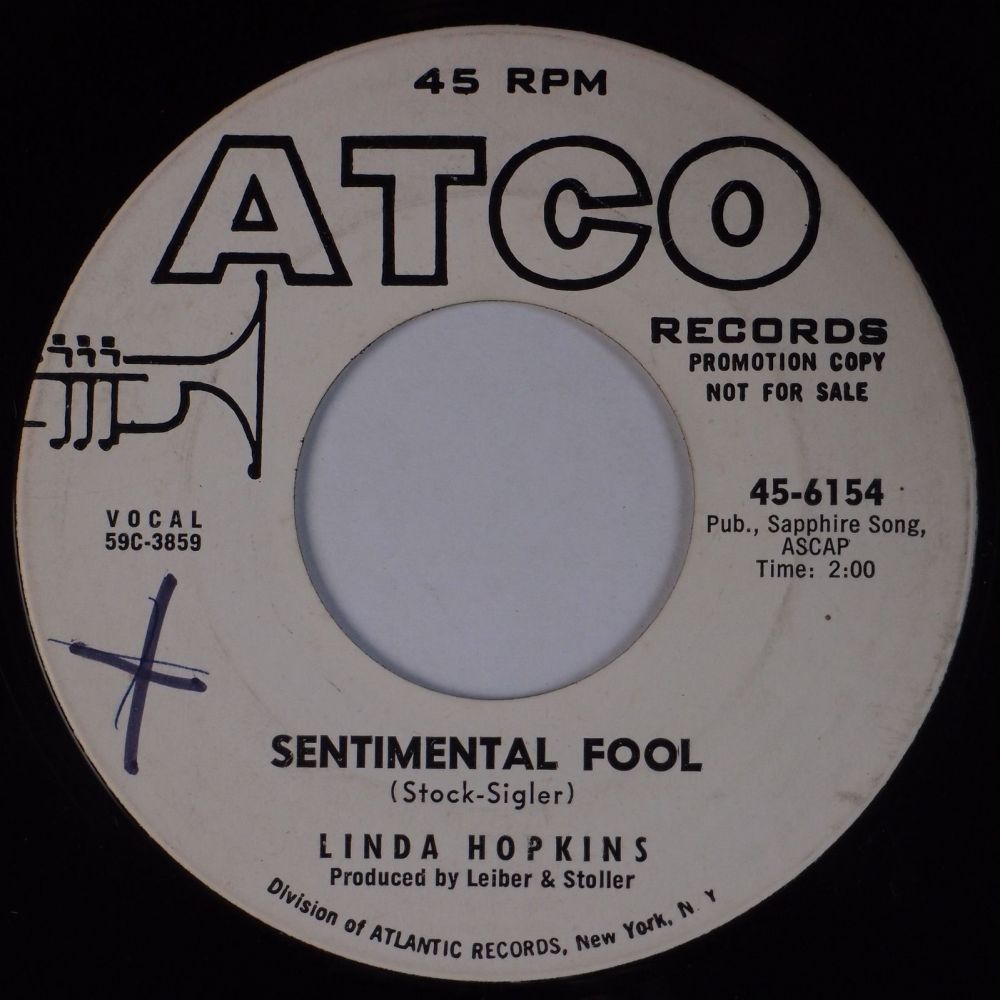 45 RPM
ATCO
RECORDS
PROMOTION COPY
NOT FOR SALE
45-6154
Pub., Sapphire Song,
ASCAP
Time: 2:00
VOCAL
59C-3859
SENTIMENTAL FOOL
(Stock-Sigler)
LINDA HOPKINS
Produced by Leiber & Stoller
Division of ATLANTIC RECORDS, New York, N. Y